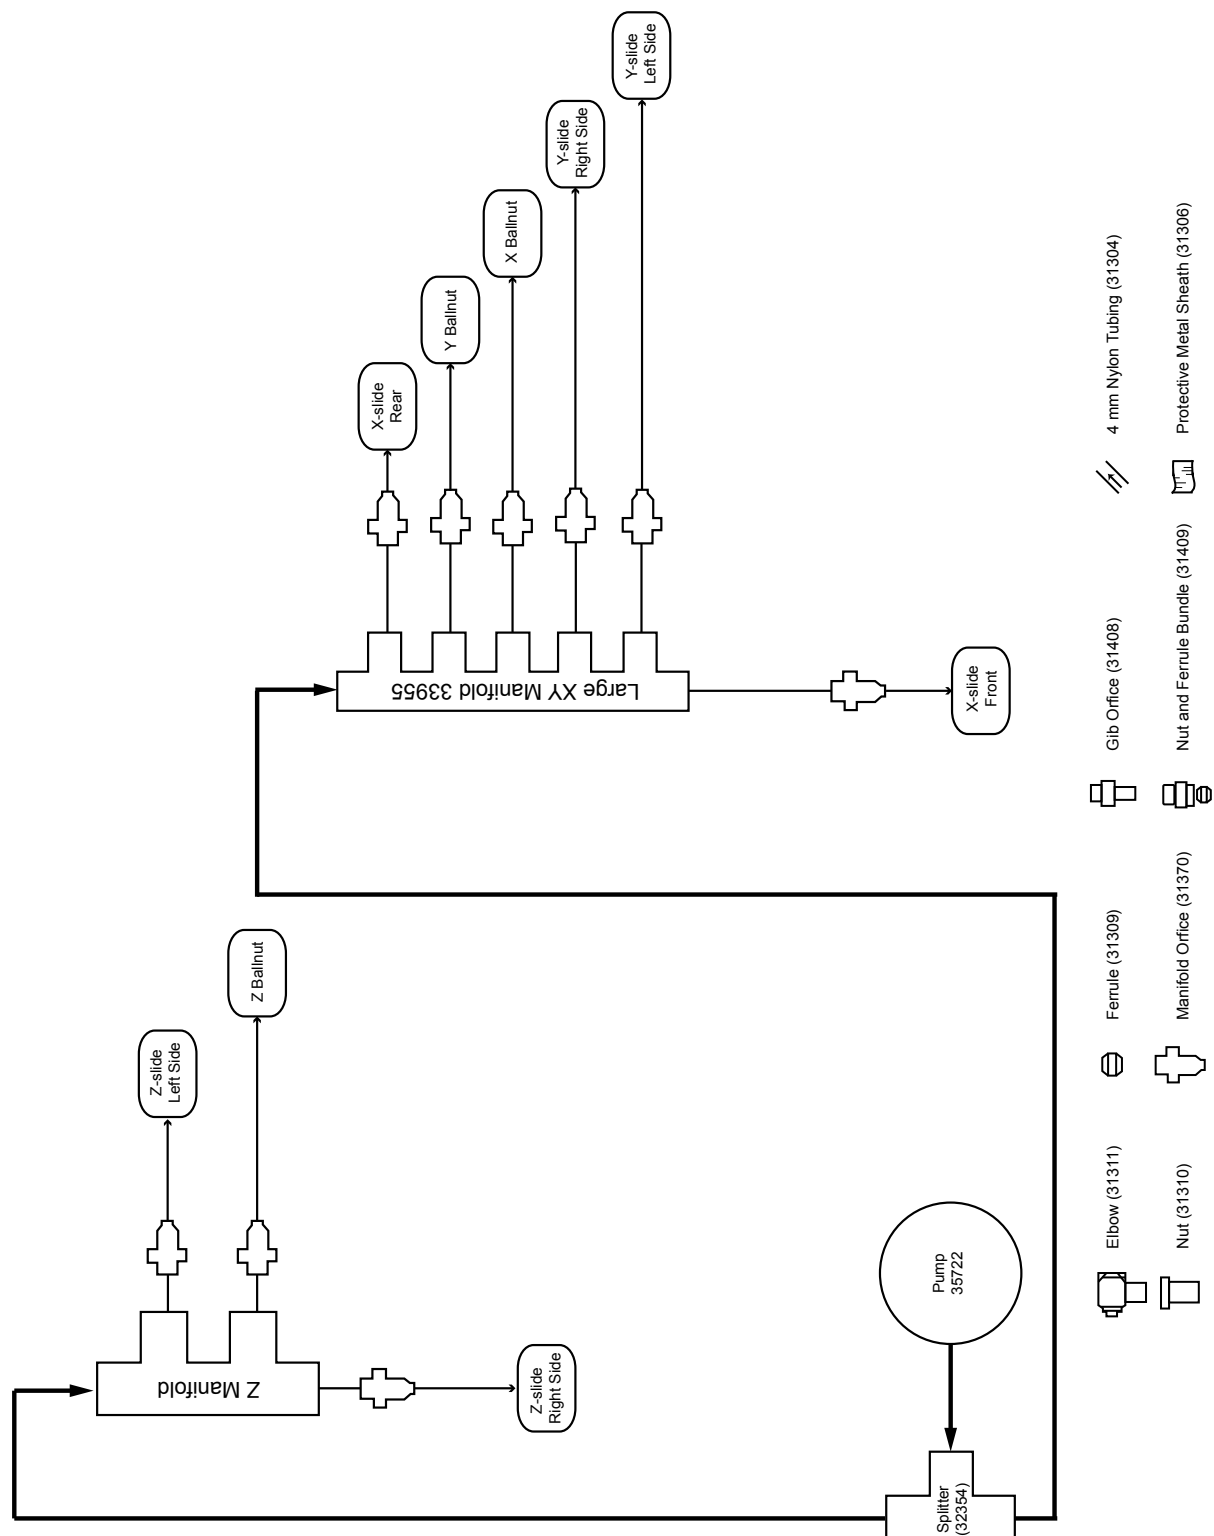 Y-slide
Left Side
Y-slide
Right Side
X Ballnut
Y Ballnut
X-slide
Rear
Large XY Manifold 33955
X-slide
Front
Z Ballnut
Z-slide
Left Side
Z Manifold
Z-slide
Right Side
Pump
35722
Splitter
(32354)
Elbow (31311)
Ferrule (31309)
Gib Orfice (31408)
4 mm Nylon Tubing (31304)
Nut (31310)
Manifold Orfice (31370)
Nut and Ferrule Bundle (31409)
Protective Metal Sheath (31306)